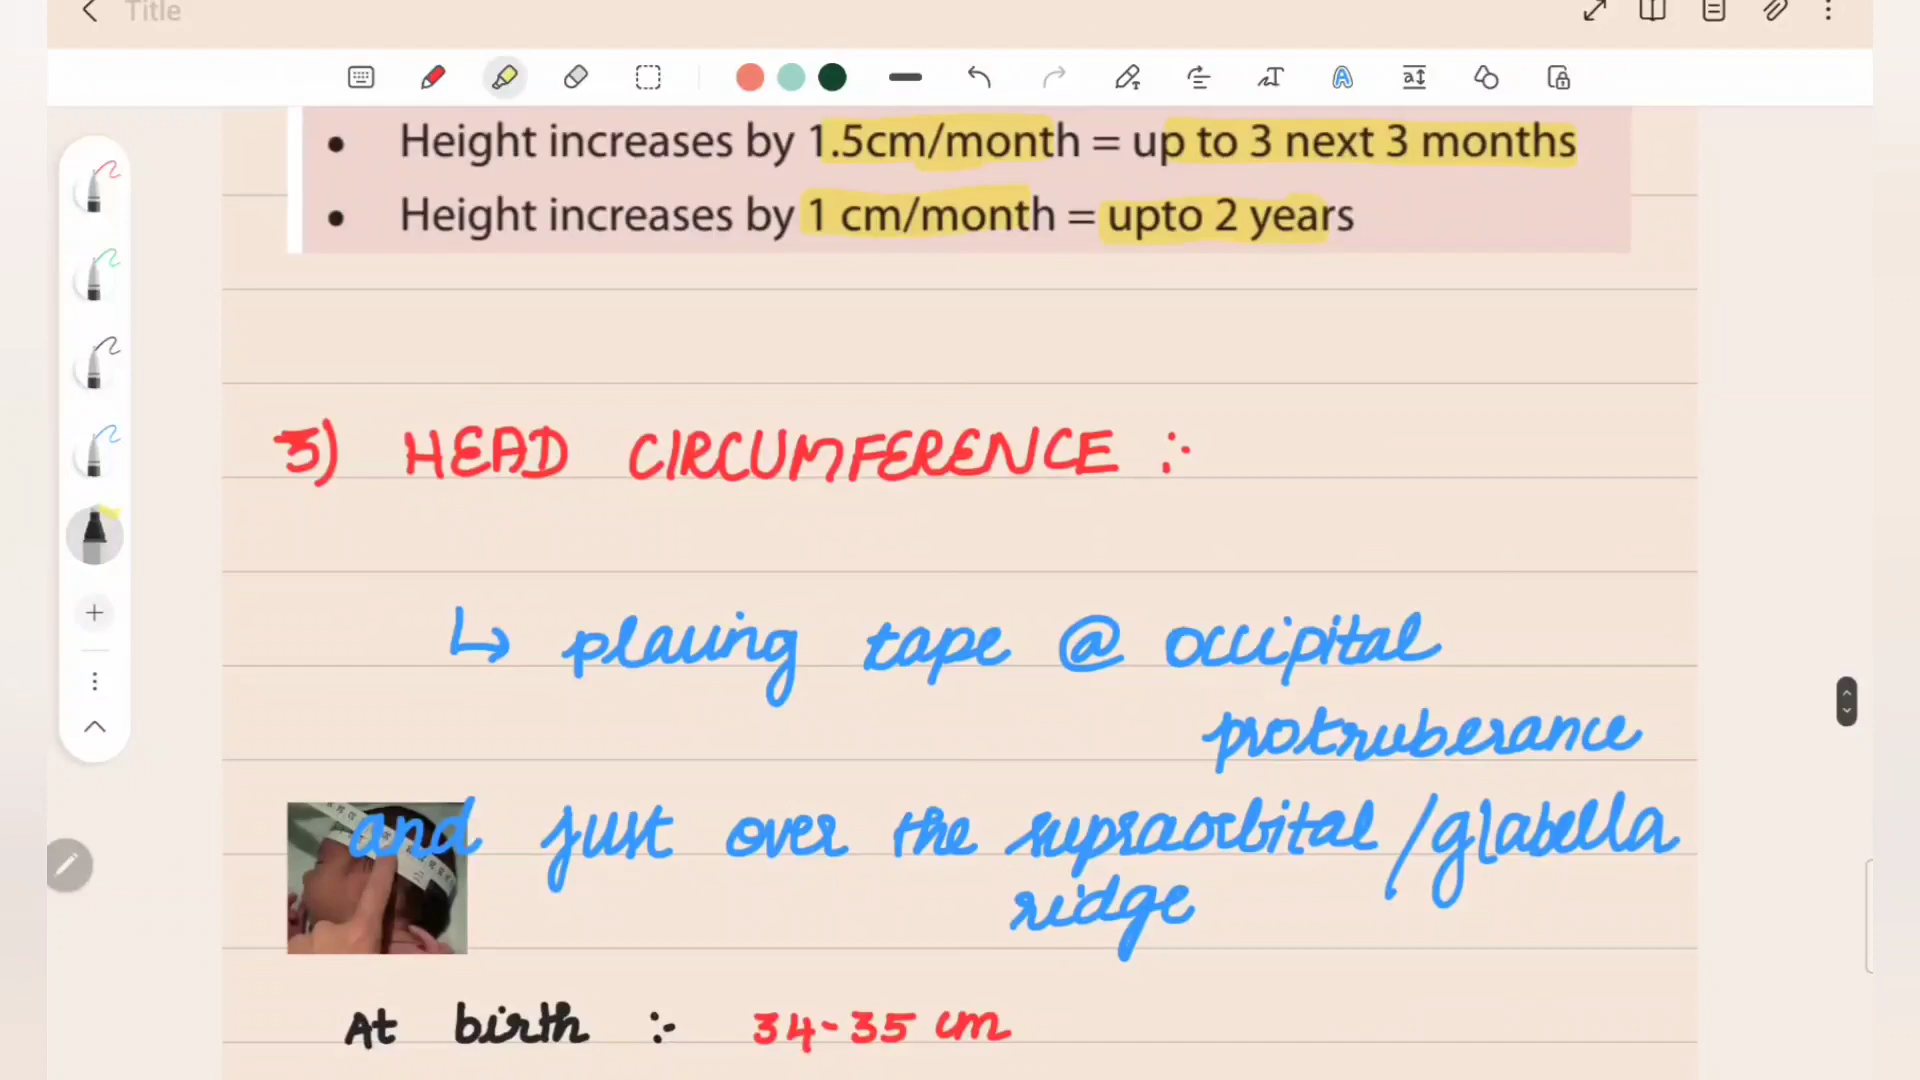 Title
• Height increases by 1.5cm/month = up to 3 next 3 months
• Height increases by 1 cm/month = upto 2 years
3) HEAD CIRCUMFERENCE :-
↳ placing tape @ occipital
protruberance
and just over the supraorbital / glabella
ridge
At birth :- 34-35 cm